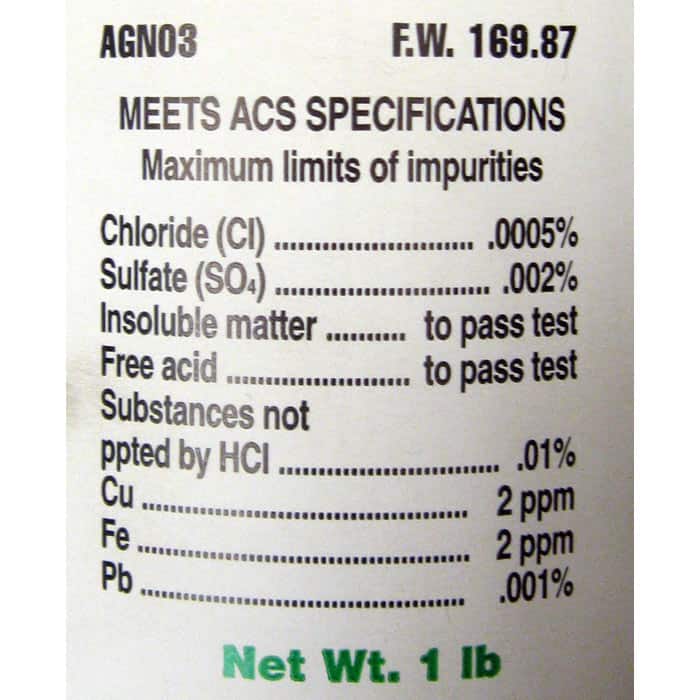 AGNO3 F.W. 169.87
MEETS ACS SPECIFICATIONS
Maximum limits of impurities
Chloride (Cl) ........................ .0005%
Sulfate (SO₄) .......................... .002%
Insoluble matter .......... to pass test
Free acid ...................... to pass test
Substances not
ppted by HCl ........................... .01%
Cu ........................................ 2 ppm
Fe ......................................... 2 ppm
Pb ........................................ .001%
Net Wt. 1 lb